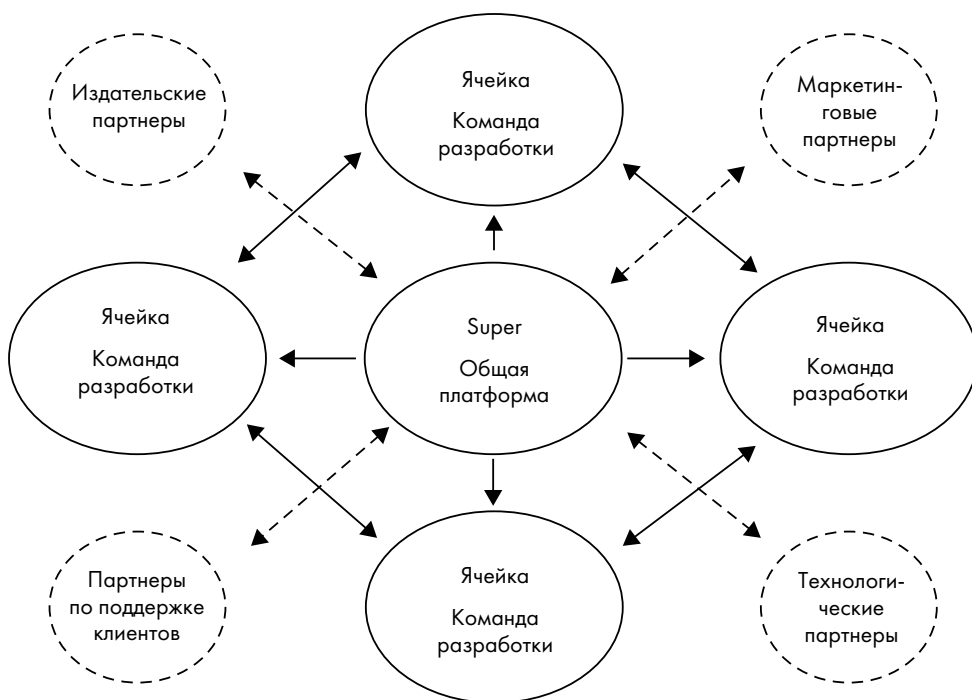 Издательские
партнеры
Ячейка
Команда
разработки
Маркетин-
говые
партнеры
Ячейка
Команда
разработки
Super
Общая
платформа
Ячейка
Команда
разработки
Партнеры
по поддержке
клиентов
Ячейка
Команда
разработки
Технологи-
ческие
партнеры